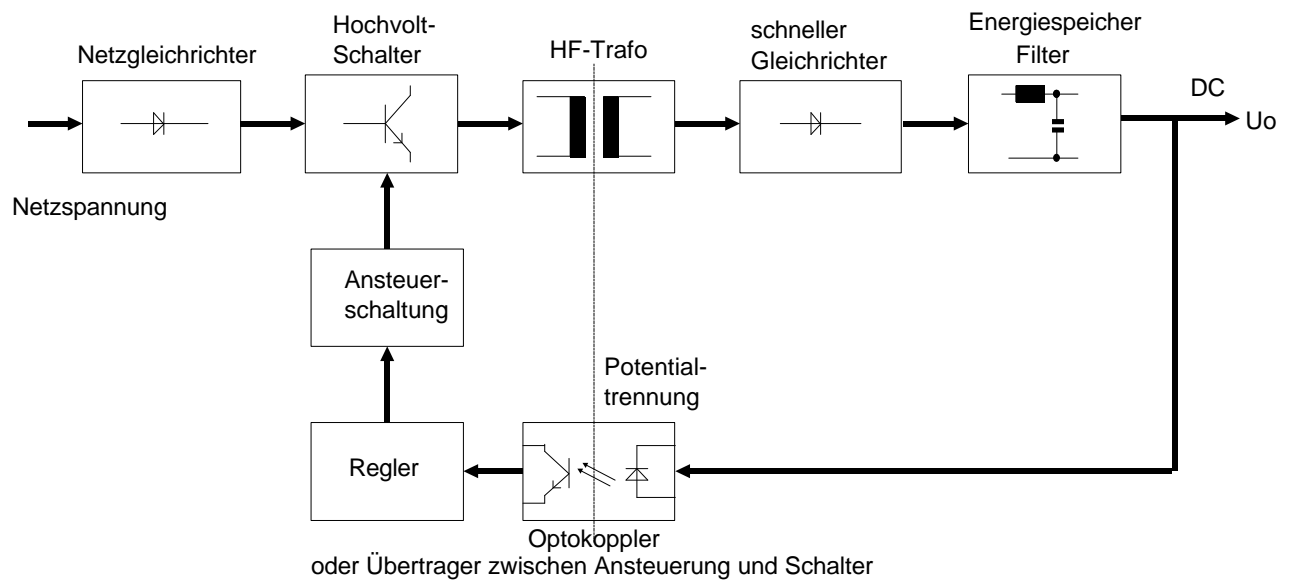 Netzgleichrichter
Hochvolt-
Schalter
HF-Trafo
schneller
Gleichrichter
Energiespeicher
Filter
DC
Uo
Netzspannung
Ansteuer-
schaltung
Potential-
trennung
Regler
Optokoppler
oder Übertrager zwischen Ansteuerung und Schalter